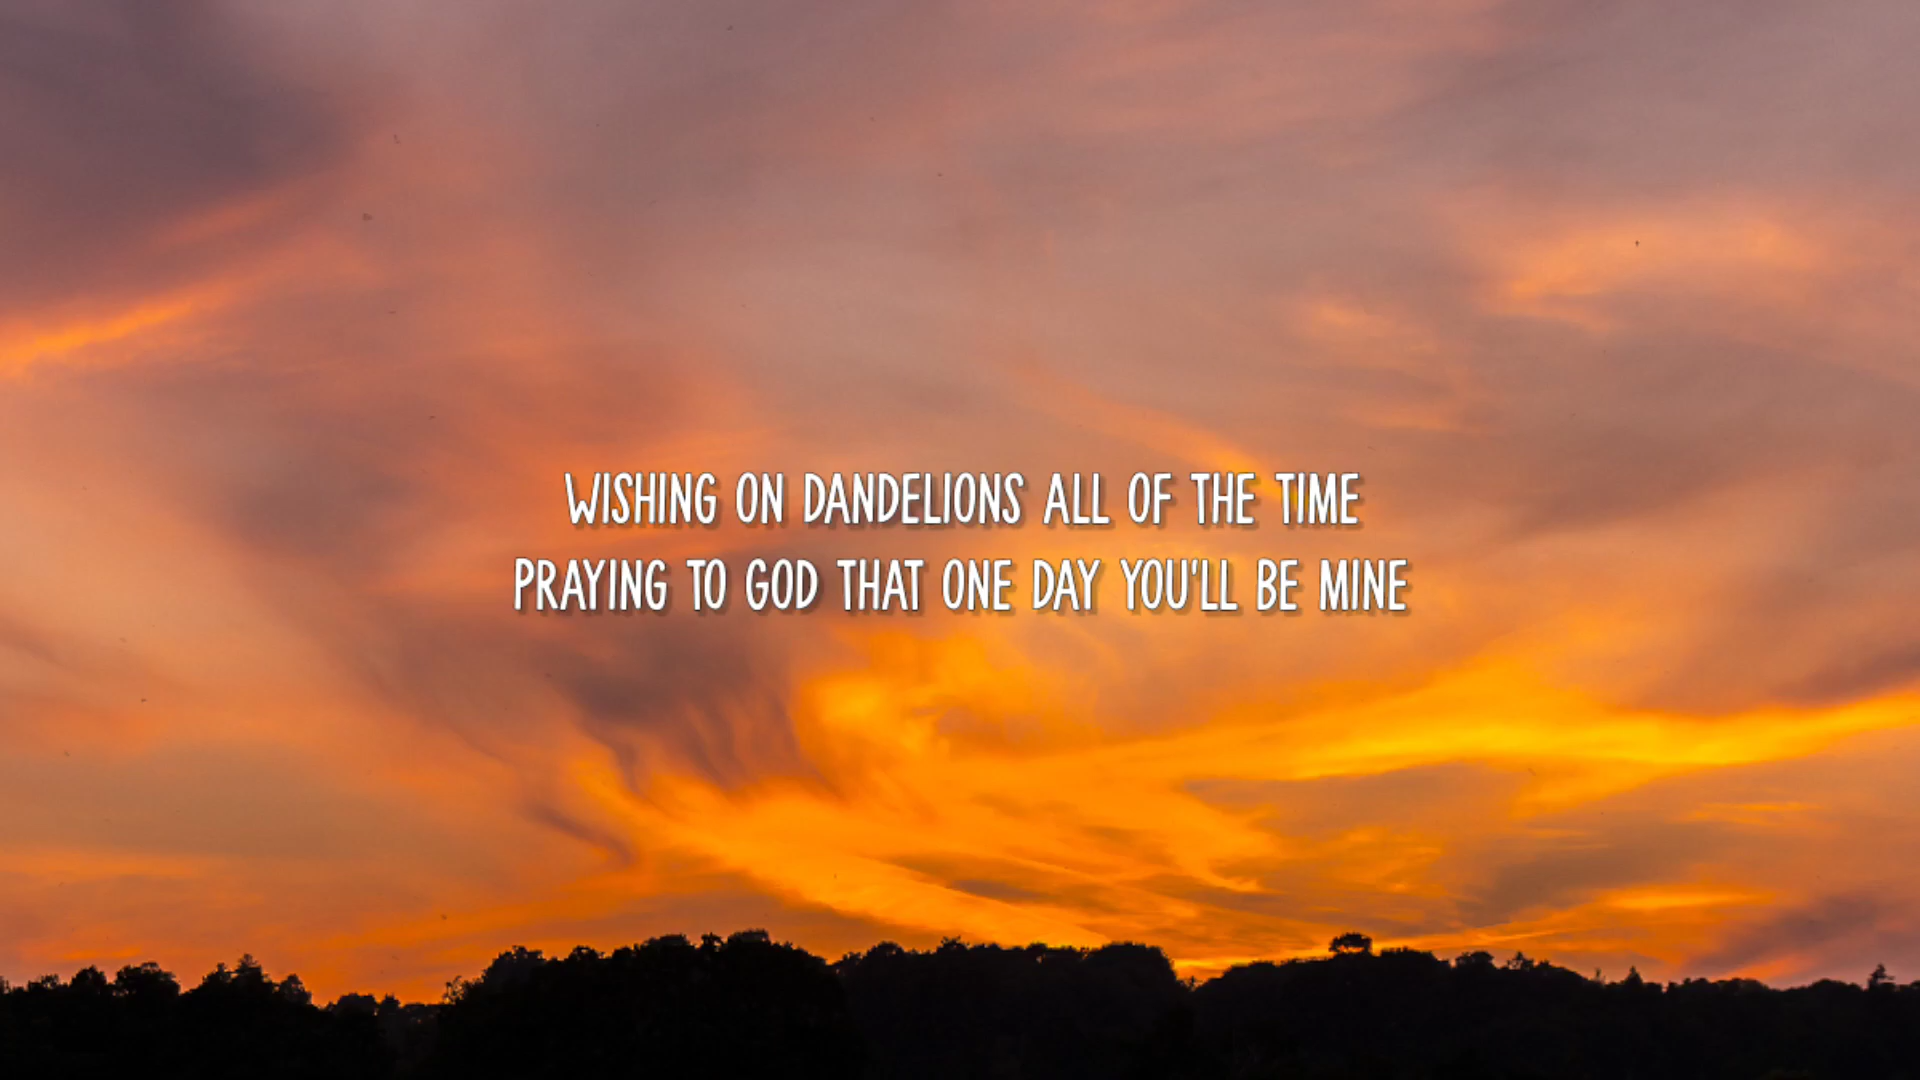 WISHING ON DANDELIONS ALL OF THE TIME
PRAYING TO GOD THAT ONE DAY YOU'LL BE MINE